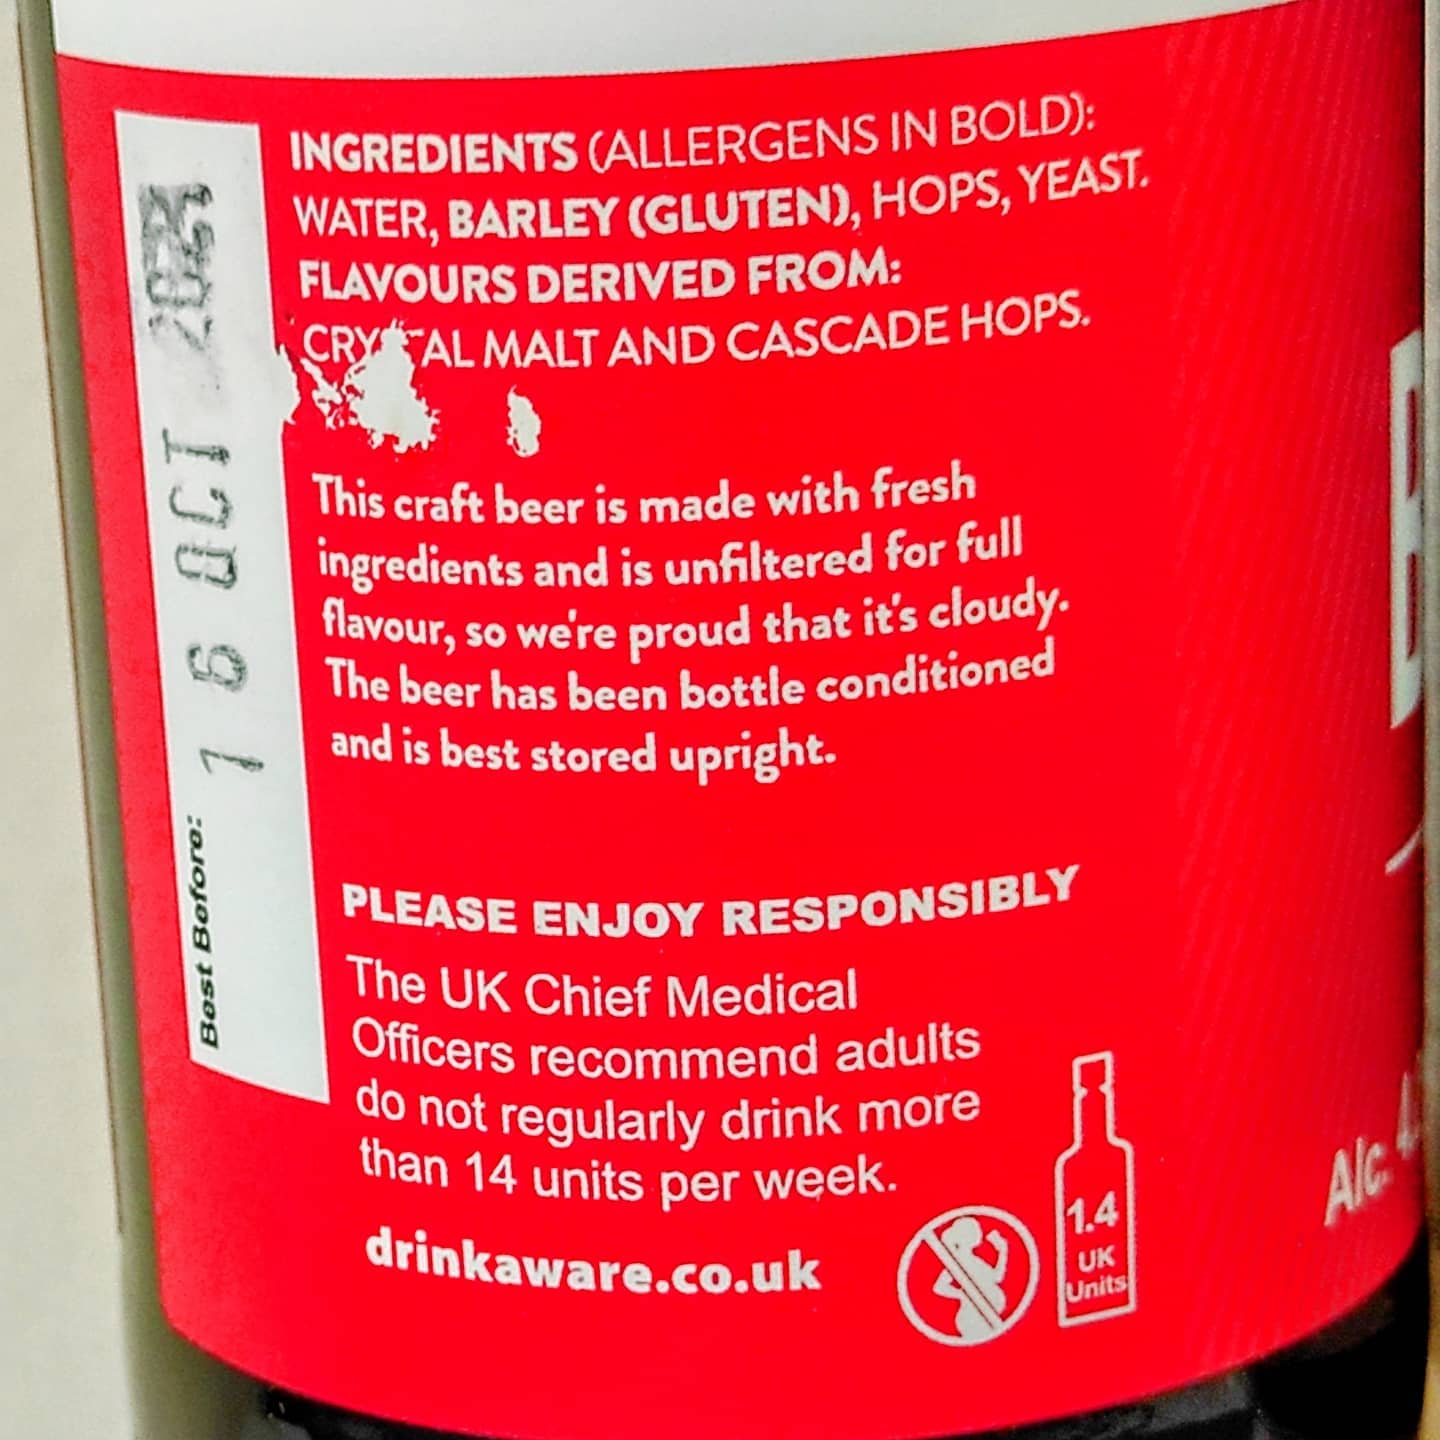 INGREDIENTS (ALLERGENS IN BOLD):
WATER, BARLEY (GLUTEN), HOPS, YEAST.
FLAVOURS DERIVED FROM:
CRYSTAL MALT AND CASCADE HOPS.
This craft beer is made with fresh
ingredients and is unfiltered for full
flavour, so we're proud that it's cloudy.
The beer has been bottle conditioned
and is best stored upright.
PLEASE ENJOY RESPONSIBLY
The UK Chief Medical
Officers recommend adults
do not regularly drink more
than 14 units per week.
drinkaware.co.uk
1.4
UK
Units
Best Before:
16 OCT
Alc.